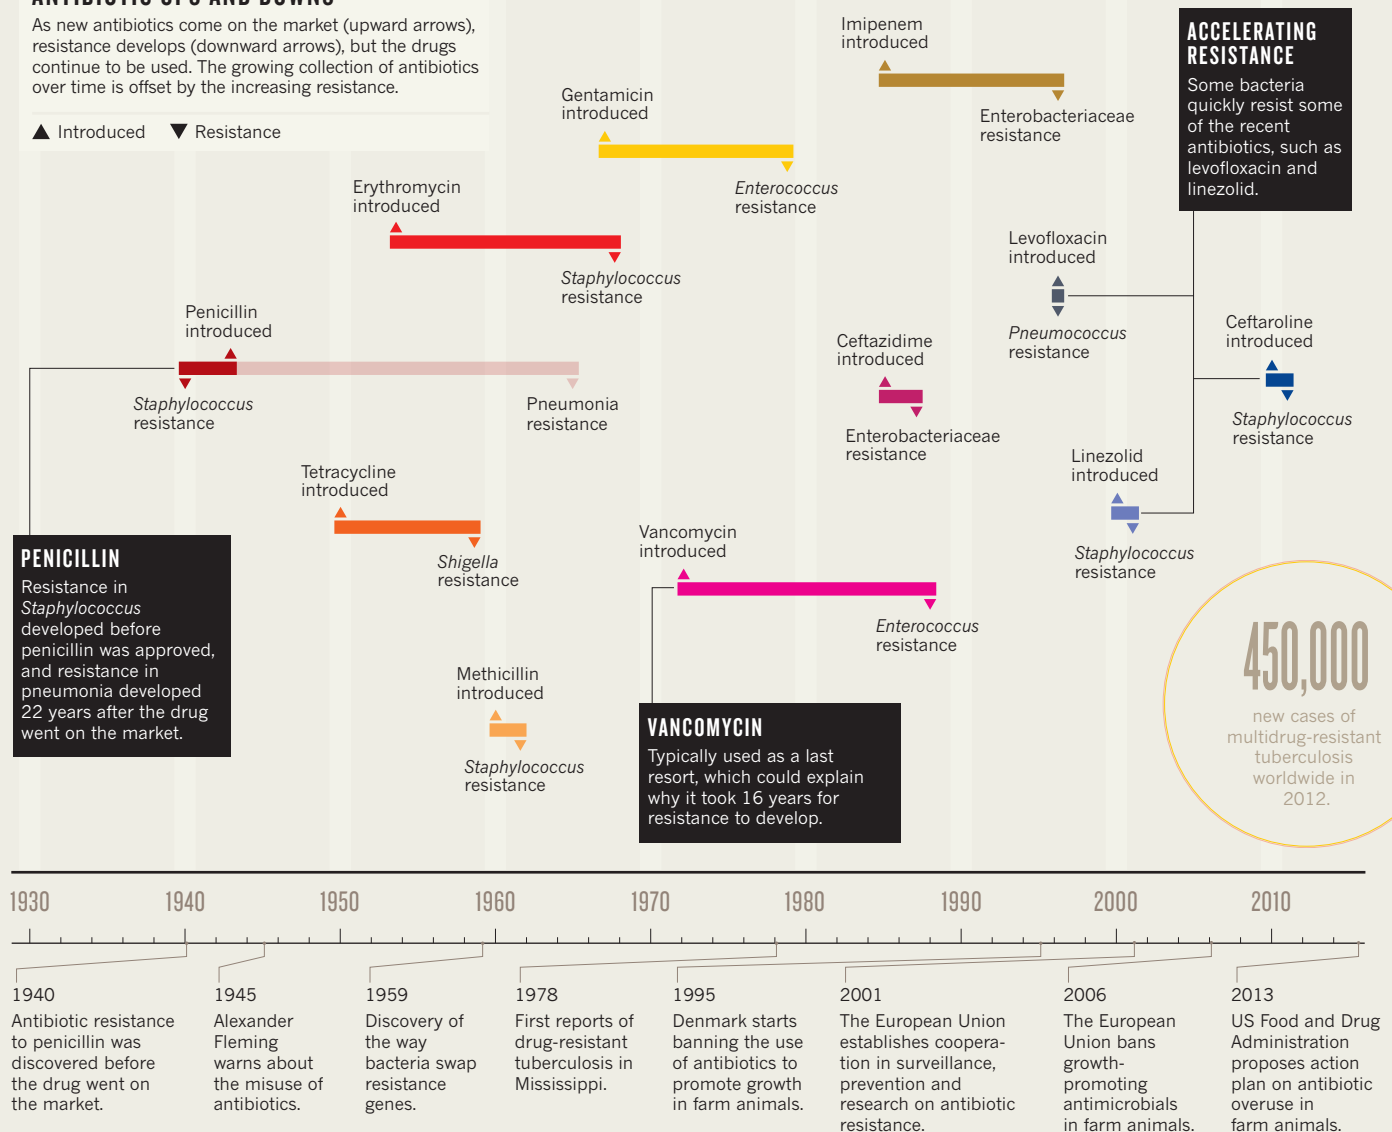 ANTIBIOTIC UPS AND DOWNS
As new antibiotics come on the market (upward arrows),
resistance develops (downward arrows), but the drugs
continue to be used. The growing collection of antibiotics
over time is offset by the increasing resistance.
▲ Introduced ▼ Resistance
Imipenem
introduced
Enterobacteriaceae
resistance
ACCELERATING
RESISTANCE
Some bacteria
quickly resist some
of the recent
antibiotics, such as
levofloxacin and
linezolid.
Gentamicin
introduced
Enterococcus
resistance
Erythromycin
introduced
Staphylococcus
resistance
Levofloxacin
introduced
Pneumococcus
resistance
Penicillin
introduced
Staphylococcus
resistance
Pneumonia
resistance
Ceftazidime
introduced
Enterobacteriaceae
resistance
Ceftaroline
introduced
Staphylococcus
resistance
Tetracycline
introduced
Shigella
resistance
Linezolid
introduced
Staphylococcus
resistance
Vancomycin
introduced
Enterococcus
resistance
PENICILLIN
Resistance in
Staphylococcus
developed before
penicillin was approved,
and resistance in
pneumonia developed
22 years after the drug
went on the market.
Methicillin
introduced
Staphylococcus
resistance
VANCOMYCIN
Typically used as a last
resort, which could explain
why it took 16 years for
resistance to develop.
450,000
new cases of
multidrug-resistant
tuberculosis
worldwide in
2012.
1930 1940 1950 1960 1970 1980 1990 2000 2010
1940
Antibiotic resistance
to penicillin was
discovered before
the drug went on
the market.
1945
Alexander
Fleming
warns about
the misuse of
antibiotics.
1959
Discovery of
the way
bacteria swap
resistance
genes.
1978
First reports of
drug-resistant
tuberculosis in
Mississippi.
1995
Denmark starts
banning the use
of antibiotics to
promote growth
in farm animals.
2001
The European Union
establishes coopera-
tion in surveillance,
prevention and
research on antibiotic
resistance.
2006
The European
Union bans
growth-
promoting
antimicrobials
in farm animals.
2013
US Food and Drug
Administration
proposes action
plan on antibiotic
overuse in
farm animals.